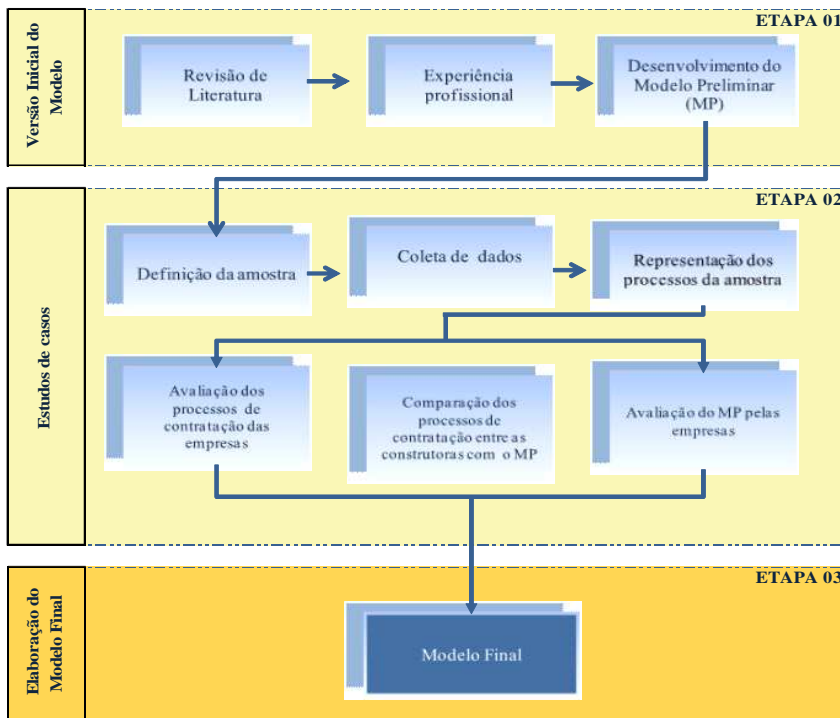 ETAPA 01
Versão Inicial do
Modelo
Revisão de
Literatura
Experiência
profissional
Desenvolvimento do
Modelo Preliminar
(MP)
ETAPA 02
Estudos de casos
Definição da amostra
Coleta de dados
Representação dos
processos da amostra
Avaliação dos
processos de
contratação das
empresas
Comparação dos
processos de
contratação entre as
construtoras com o MP
Avaliação do MP pelas
empresas
ETAPA 03
Elaboração do
Modelo Final
Modelo Final